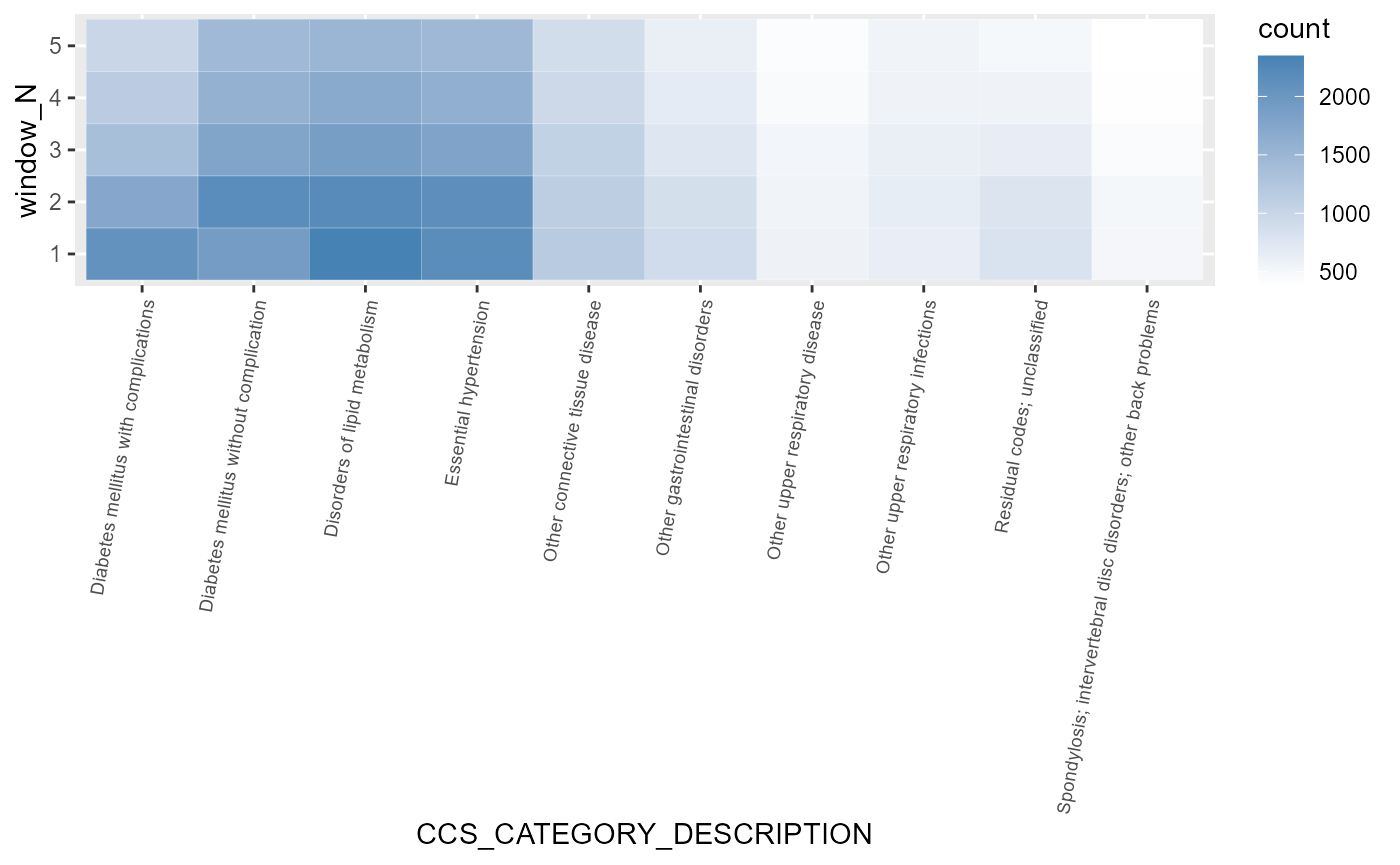 count
2000
1500
1000
500
window_N
5
4
3
2
1
Diabetes mellitus with complications
Diabetes mellitus without complication
Disorders of lipid metabolism
Essential hypertension
Other connective tissue disease
Other gastrointestinal disorders
Other upper respiratory disease
Other upper respiratory infections
Residual codes; unclassified
Spondylosis; intervertebral disc disorders; other back problems
CCS_CATEGORY_DESCRIPTION